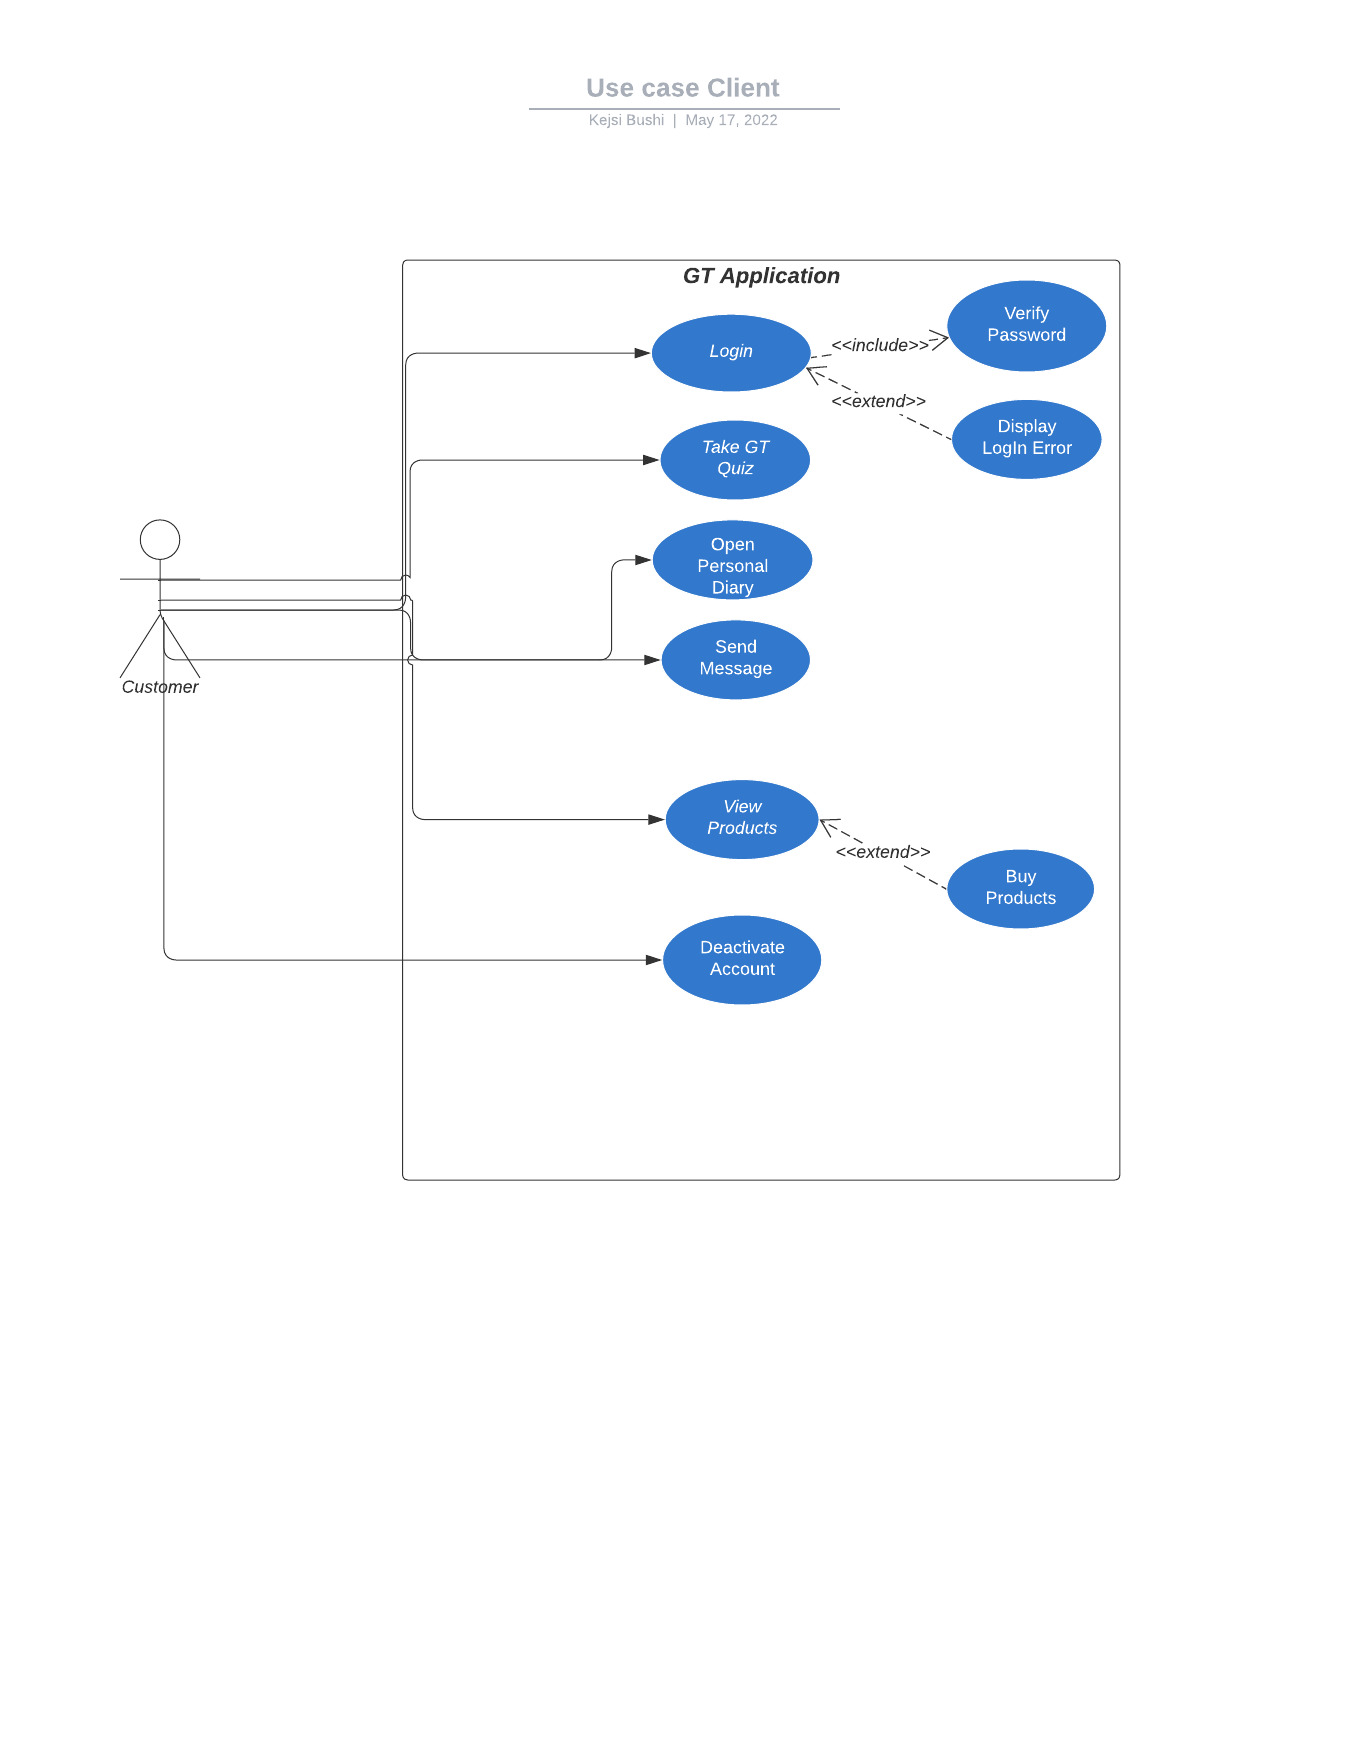 Use case Client
Kejsi Bushi | May 17, 2022
GT Application
Login
<<include>>
Verify
Password
<<extend>>
Display
LogIn Error
Take GT
Quiz
Open
Personal
Diary
Send
Message
Customer
View
Products
<<extend>>
Buy
Products
Deactivate
Account